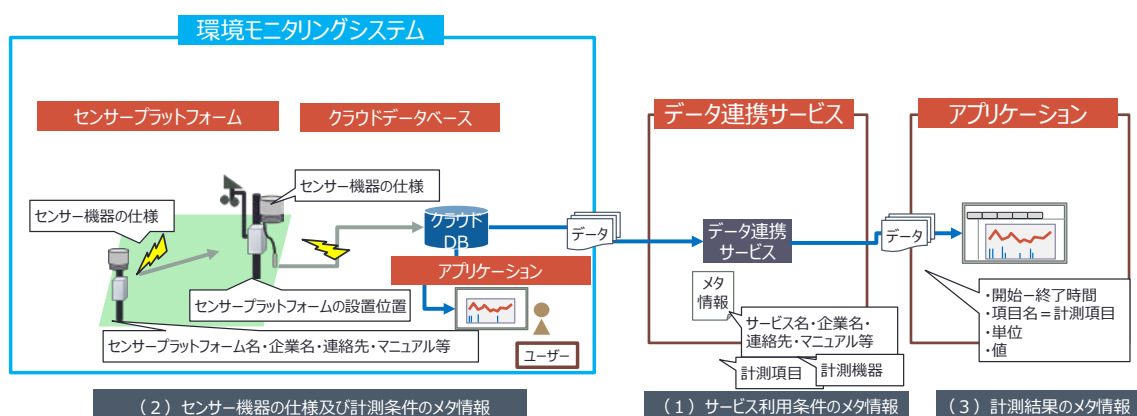 環境モニタリングシステム
センサープラットフォーム
クラウドデータベース
センサー機器の仕様
センサー機器の仕様
クラウド
DB
データ
アプリケーション
センサープラットフォームの設置位置
センサープラットフォーム名・企業名・連絡先・マニュアル等
ユーザー
(2)センサー機器の仕様及び計測条件のメタ情報
データ連携サービス
データ連携
サービス
メタ
情報
サービス名・企業名・
連絡先・マニュアル等
計測項目
計測機器
(1)サービス利用条件のメタ情報
アプリケーション
データ
・開始ー終了時間
・項目名=計測項目
・単位
・値
(3)計測結果のメタ情報